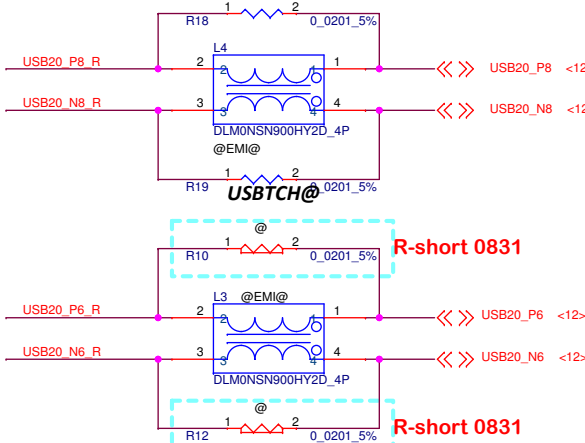 R18 1 2 0_0201_5%
L4
USB20_P8_R 2 2 1 1 USB20_P8 <12
USB20_N8_R 3 3 4 4 USB20_N8 <12
DLM0NSN900HY2D_4P
@EMI@
R19 1 2 0_0201_5%
USBTCH@
@
R10 1 2 0_0201_5% R-short 0831
L3 @EMI@
USB20_P6_R 2 2 1 1 USB20_P6 <12>
USB20_N6_R 3 3 4 4 USB20_N6 <12>
DLM0NSN900HY2D_4P
@
R12 1 2 0_0201_5% R-short 0831